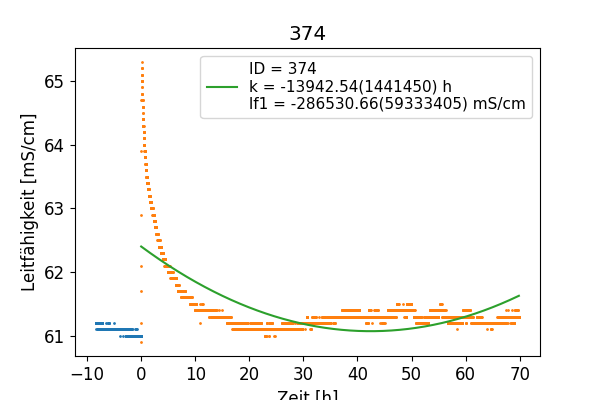 374
ID = 374
k = -13942.54(1441450) h
lf1 = -286530.66(59333405) mS/cm
Leitfähigkeit [mS/cm]
65
64
63
62
61
−10 0 10 20 30 40 50 60 70
Zeit [h]